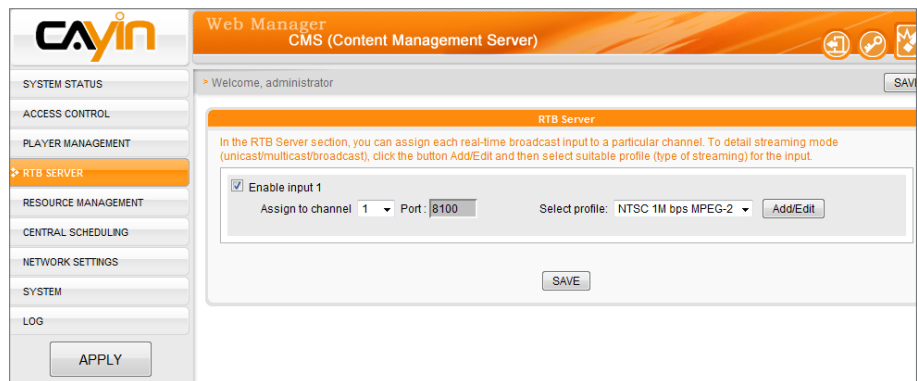 CAYIN
Web Manager
CMS (Content Management Server)
SYSTEM STATUS
ACCESS CONTROL
PLAYER MANAGEMENT
RTB SERVER
RESOURCE MANAGEMENT
CENTRAL SCHEDULING
NETWORK SETTINGS
SYSTEM
LOG
APPLY
> Welcome, administrator
SAV
RTB Server
In the RTB Server section, you can assign each real-time broadcast input to a particular channel. To detail streaming mode
(unicast/multicast/broadcast), click the button Add/Edit and then select suitable profile (type of streaming) for the input.
Enable input 1
Assign to channel 1 Port : 8100 Select profile: NTSC 1M bps MPEG-2 Add/Edit
SAVE